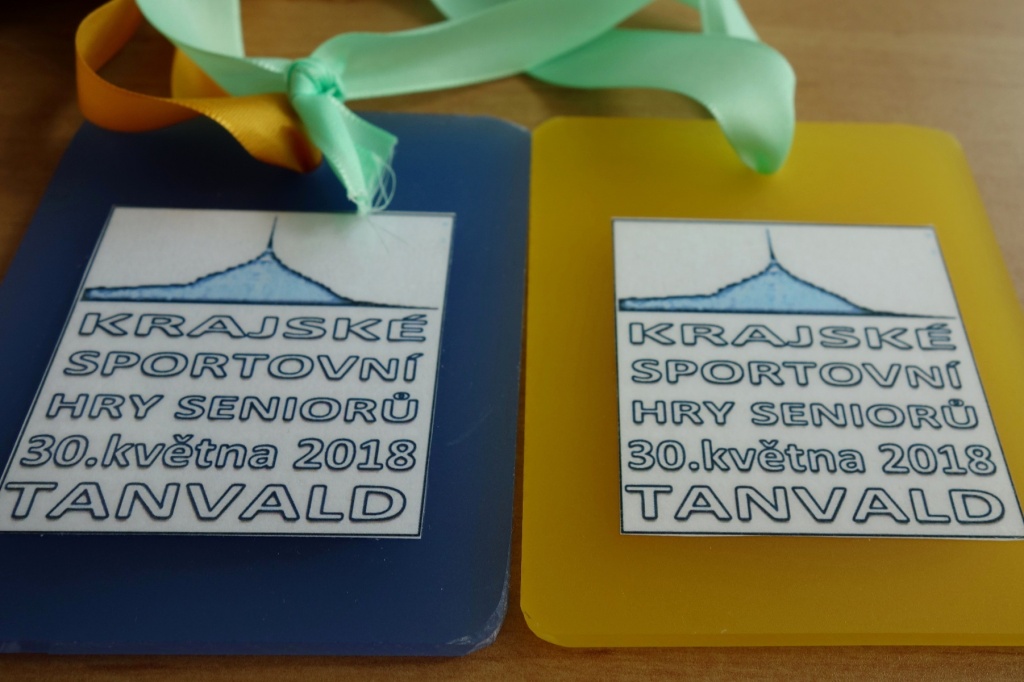 KRAJSKÉ
SPORTOVNÍ
HRY SENIORŮ
30.května 2018
TANVALD
KRAJSKÉ
SPORTOVNÍ
HRY SENIORŮ
30.května 2018
TANVALD